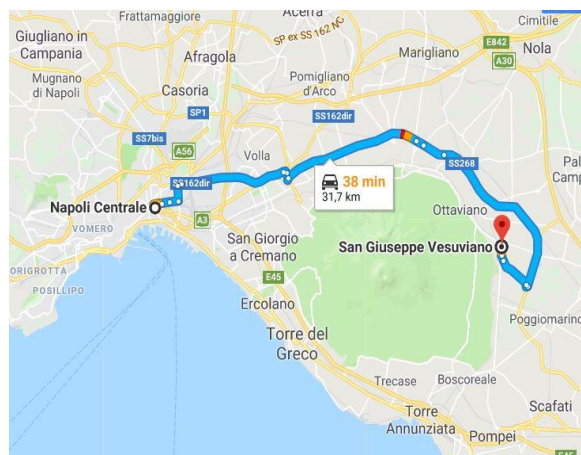 Frattamaggiore
Acerra
SP ex SS 162 NC
Cimitile
Giugliano in
Campania
Marigliano
E842
Nola
Afragola
Mugnano
di Napoli
Casoria
Pomigliano
d'Arco
A30
SP1
SS162dir
SS7bis
A56
Volla
SS268
SS162dir
38 min
31,7 km
Napoli Centrale
Ottaviano
A3
VOMERO
San Giorgio
a Cremano
San Giuseppe Vesuviano
E45
POSILLIPO
Ercolano
Poggiomarino
Torre del
Greco
Trecase
Boscoreale
Scafati
Torre
Annunziata
Pompei